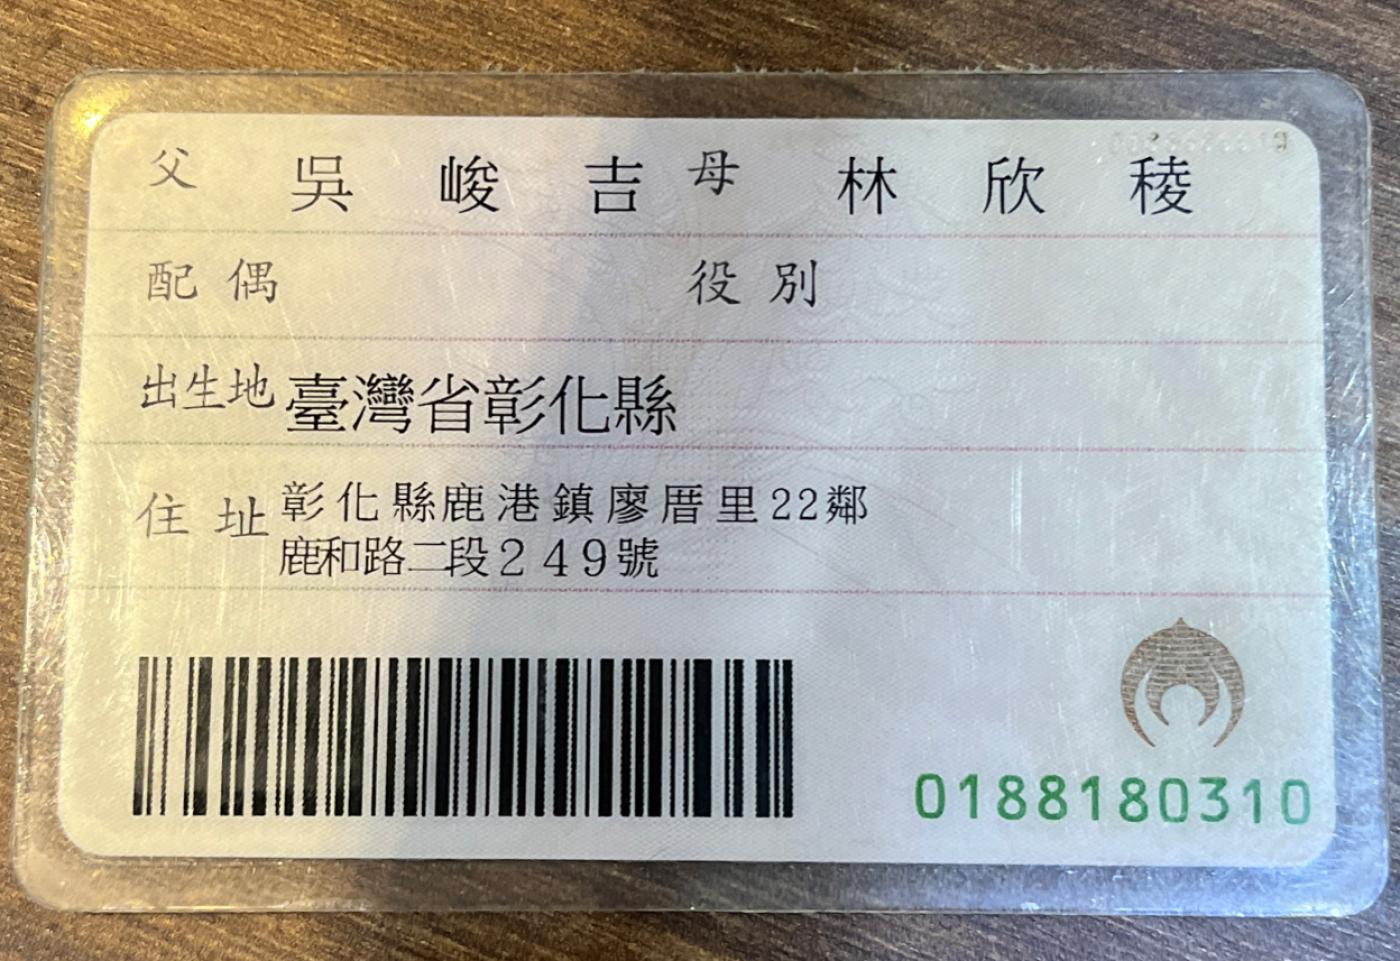 父 吳峻吉 母 林欣稜
配偶 役別
出生地 臺灣省彰化縣
住址 彰化縣鹿港鎮廖厝里22鄰
鹿和路二段249號
0188180310